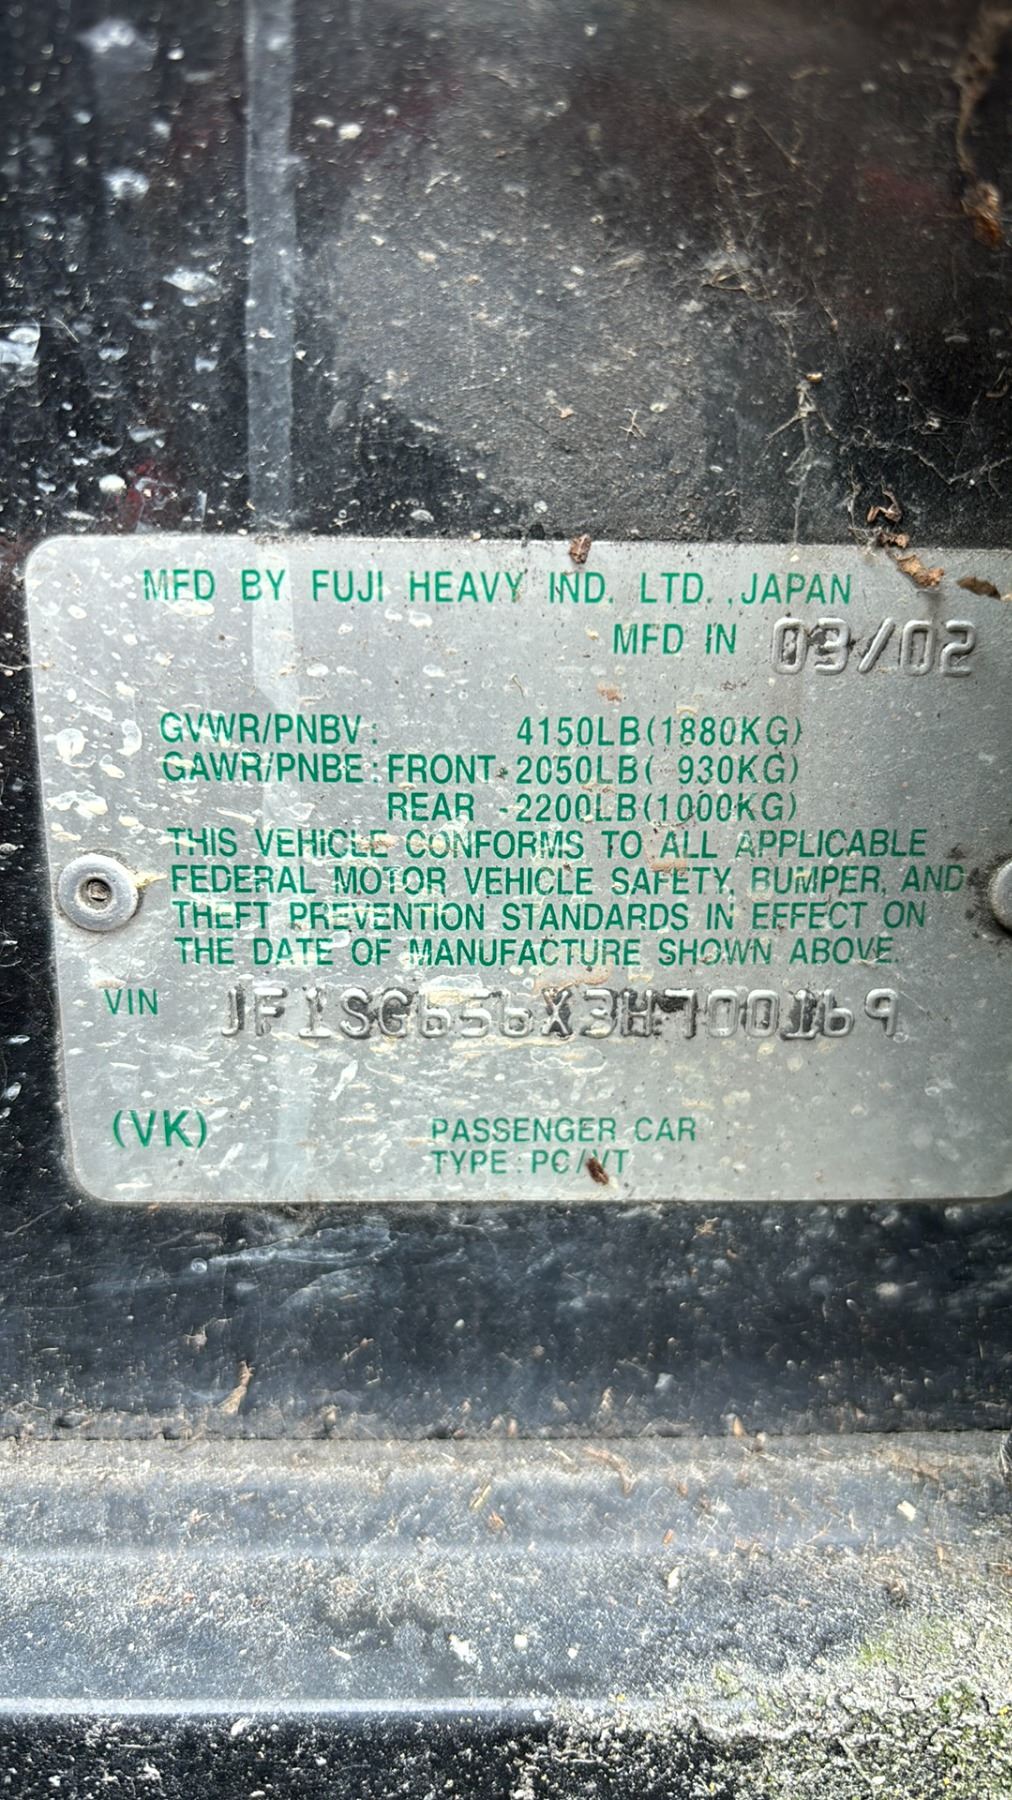 MFD BY FUJI HEAVY IND. LTD., JAPAN
MFD IN 03/02
GVWR/PNBV: 4150LB(1880KG)
GAWR/PNBE: FRONT-2050LB( 930KG)
REAR -2200LB(1000KG)
THIS VEHICLE CONFORMS TO ALL APPLICABLE
FEDERAL MOTOR VEHICLE SAFETY, BUMPER, AND
THEFT PREVENTION STANDARDS IN EFFECT ON
THE DATE OF MANUFACTURE SHOWN ABOVE.
VIN JF1SG656X3H700169
(VK) PASSENGER CAR
TYPE: PC/VT